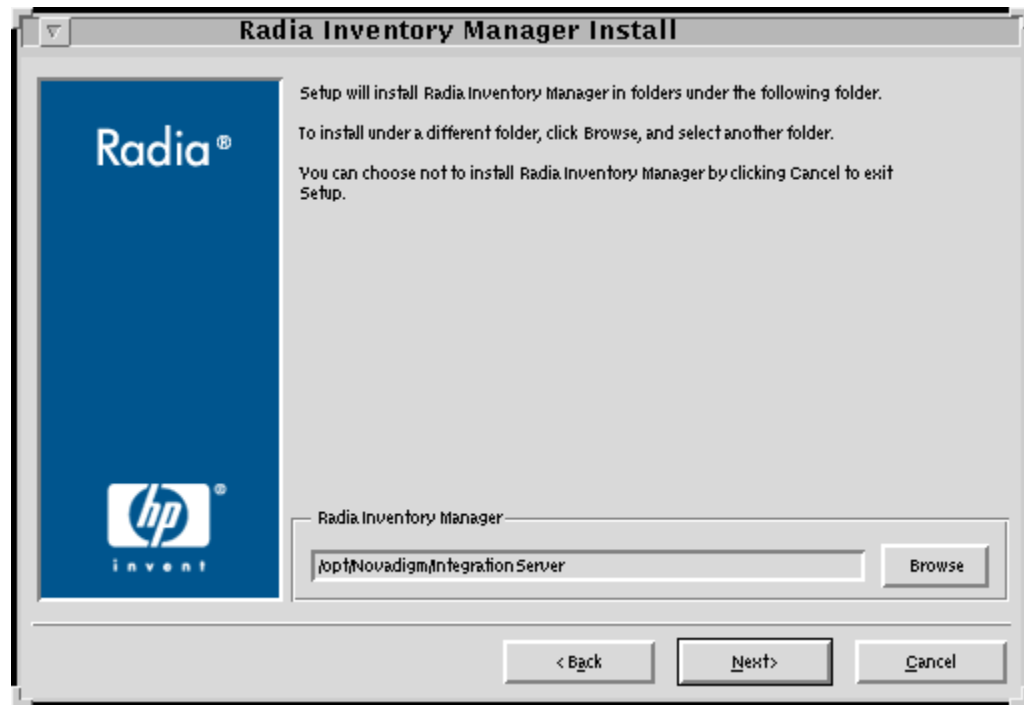 Radia Inventory Manager Install
Radia®
Setup will install Radia Inventory Manager in folders under the following folder.
To install under a different folder, click Browse, and select another folder.
You can choose not to install Radia Inventory Manager by clicking Cancel to exit
Setup.
hp®
invent
Radia Inventory Manager
/opt/Novadigm/IntegrationServer
Browse
< Back
Next>
Cancel